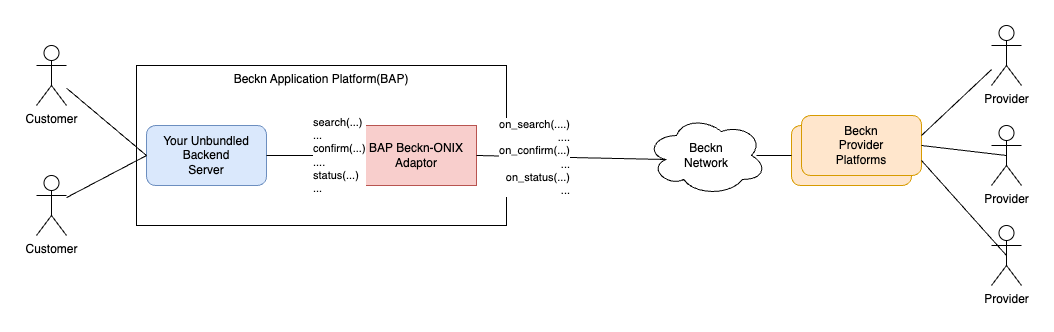 Customer
Customer
Beckn Application Platform(BAP)
Your Unbundled
Backend
Server
search(...)
...
confirm(...)
....
status(...)
...
BAP Beckn-ONIX
Adaptor
on_search(....)
....
on_confirm(...)
...
on_status(...)
...
Beckn
Network
Beckn
Provider
Platforms
Provider
Provider
Provider